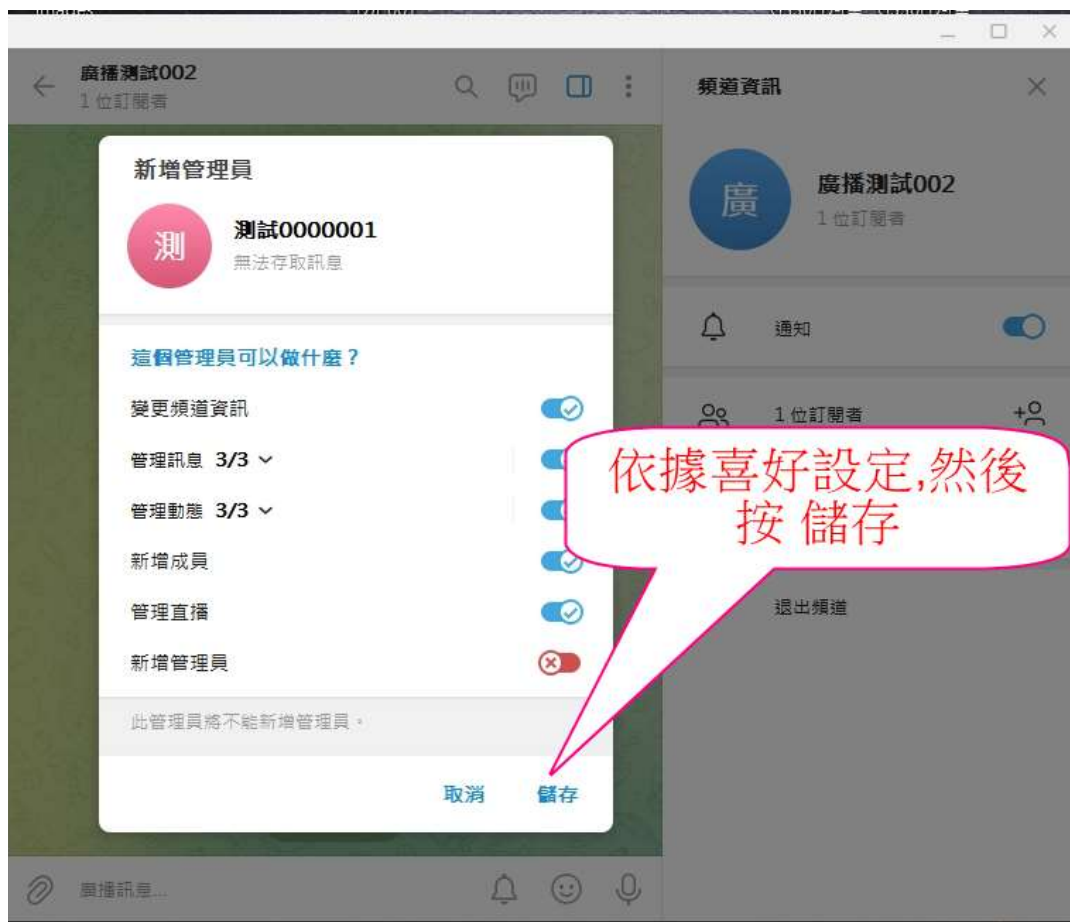 廣播測試002
1 位訂閱者
頻道資訊
新增管理員
測
測試0000001
無法存取訊息
廣
廣播測試002
1 位訂閱者
這個管理員可以做什麼？
通知
變更頻道資訊
1 位訂閱者
管理訊息 3/3
管理動態 3/3
依據喜好設定,然後
按 儲存
新增成員
管理直播
退出頻道
新增管理員
此管理員將不能新增管理員。
取消 儲存
廣播訊息...